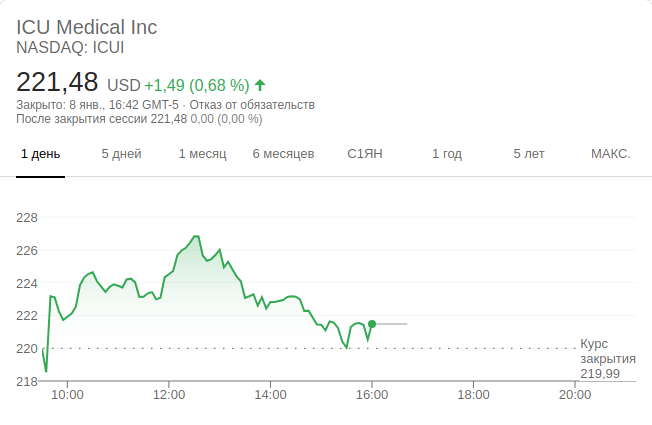 ICU Medical Inc
NASDAQ: ICUI
221,48 USD +1,49 (0,68 %)
Закрыто: 8 янв., 16:42 GMT-5 · Отказ от обязательств
После закрытия сессии 221,48 0,00 (0,00 %)
1 день 5 дней 1 месяц 6 месяцев С1ЯН 1 год 5 лет МАКС.
228
226
224
222
220
218
Курс
закрытия
219,99
10:00 12:00 14:00 16:00 18:00 20:00